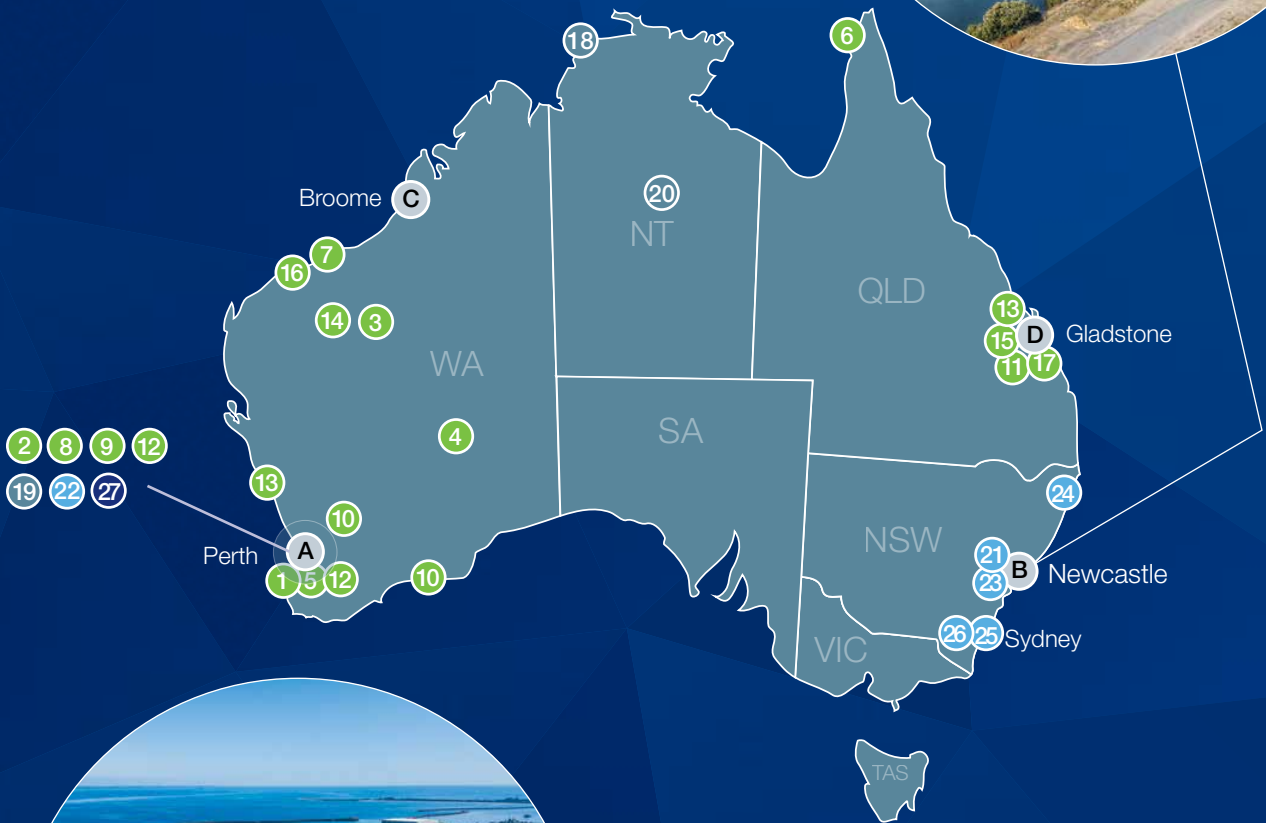 18
6
Broome C
20
NT
7
16
QLD
13
14 3
D Gladstone
15
WA
11 17
4
SA
2 8 9 12
13
19 22 27
24
10
NSW
Perth A
21
B Newcastle
1 5 12
10
23
26 25 Sydney
VIC
TAS